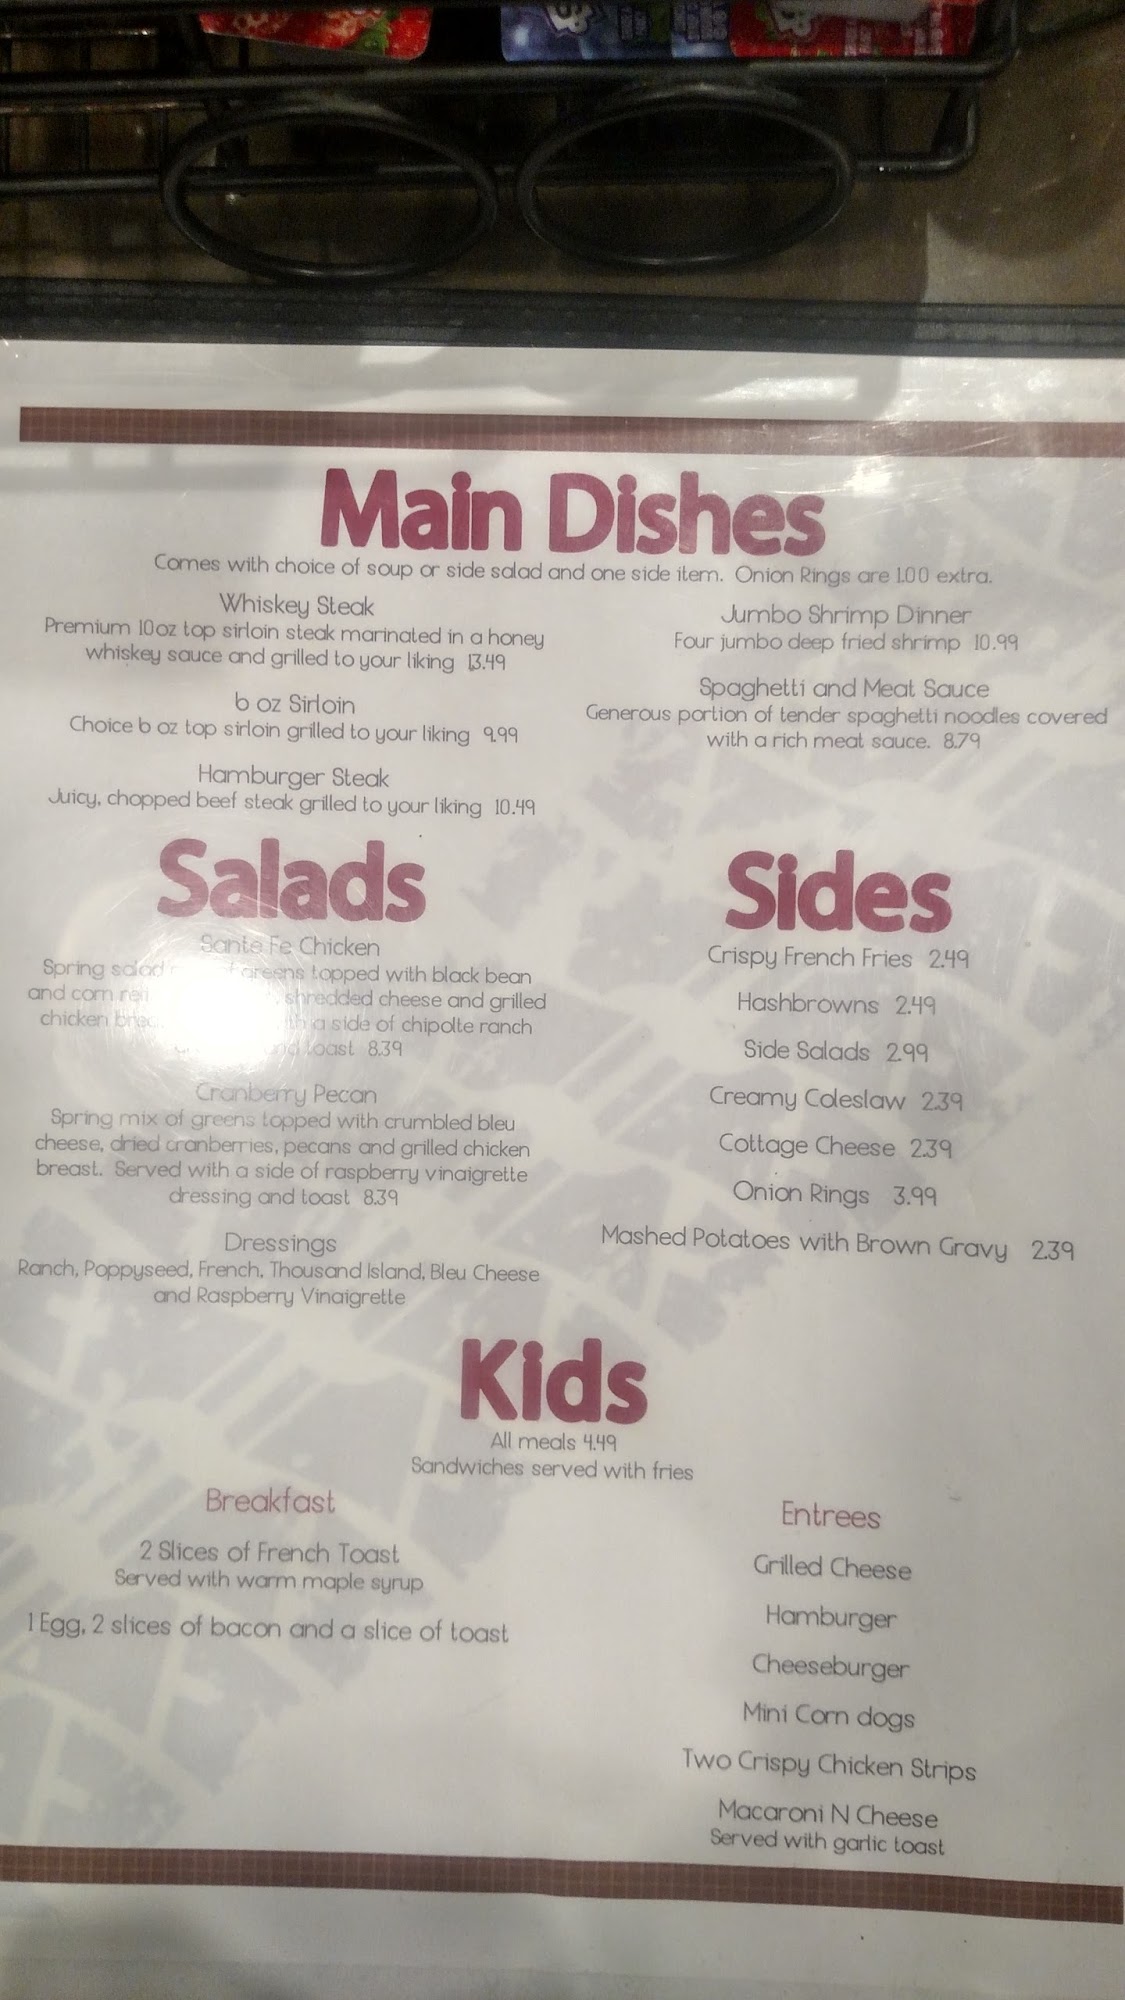 Main Dishes
Comes with choice of soup or side salad and one side item. Onion Rings are 1.00 extra.
Whiskey Steak
Premium 10oz top sirloin steak marinated in a honey
whiskey sauce and grilled to your liking 13.49
6 oz Sirloin
Choice 6 oz top sirloin grilled to your liking 9.99
Hamburger Steak
Juicy, chopped beef steak grilled to your liking 10.49
Jumbo Shrimp Dinner
Four jumbo deep fried shrimp 10.99
Spaghetti and Meat Sauce
Generous portion of tender spaghetti noodles covered
with a rich meat sauce. 8.79
Salads
Sante Fe Chicken
Spring salad greens topped with black bean
and corn shredded cheese and grilled
chicken a side of chipolte ranch
toast 8.39
Cranberry Pecan
Spring mix of greens topped with crumbled bleu
cheese, dried cranberries, pecans and grilled chicken
breast. Served with a side of raspberry vinaigrette
dressing and toast 8.39
Dressings
Ranch, Poppyseed, French, Thousand Island, Bleu Cheese
and Raspberry Vinaigrette
Sides
Crispy French Fries 2.49
Hashbrowns 2.49
Side Salads 2.99
Creamy Coleslaw 2.39
Cottage Cheese 2.39
Onion Rings 3.99
Mashed Potatoes with Brown Gravy 2.39
Kids
All meals 4.49
Sandwiches served with fries
Breakfast
2 Slices of French Toast
Served with warm maple syrup
1 Egg, 2 slices of bacon and a slice of toast
Entrees
Grilled Cheese
Hamburger
Cheeseburger
Mini Corn dogs
Two Crispy Chicken Strips
Macaroni N Cheese
Served with garlic toast